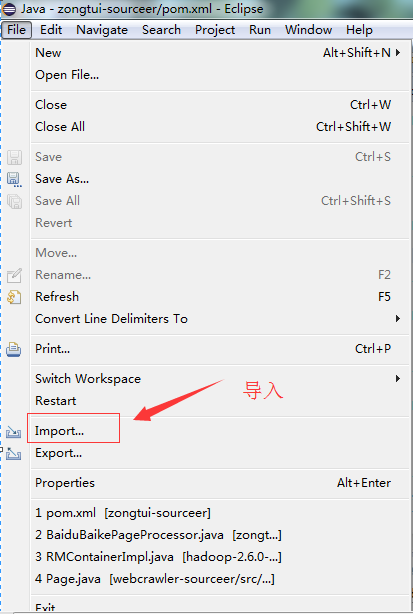 Java - zongtui-sourceer/pom.xml - Eclipse
File Edit Navigate Search Project Run Window Help
New Alt+Shift+N
Open File...
Close Ctrl+W
Close All Ctrl+Shift+W
Save Ctrl+S
Save As...
Save All Ctrl+Shift+S
Revert
Move...
Rename... F2
Refresh F5
Convert Line Delimiters To
Print... Ctrl+P
Switch Workspace
Restart
导入
Import...
Export...
Properties Alt+Enter
1 pom.xml [zongtui-sourceer]
2 BaiduBaikePageProcessor.java [zongt...]
3 RMContainerImpl.java [hadoop-2.6.0-...]
4 Page.java [webcrawler-sourceer/src/...]
Exit